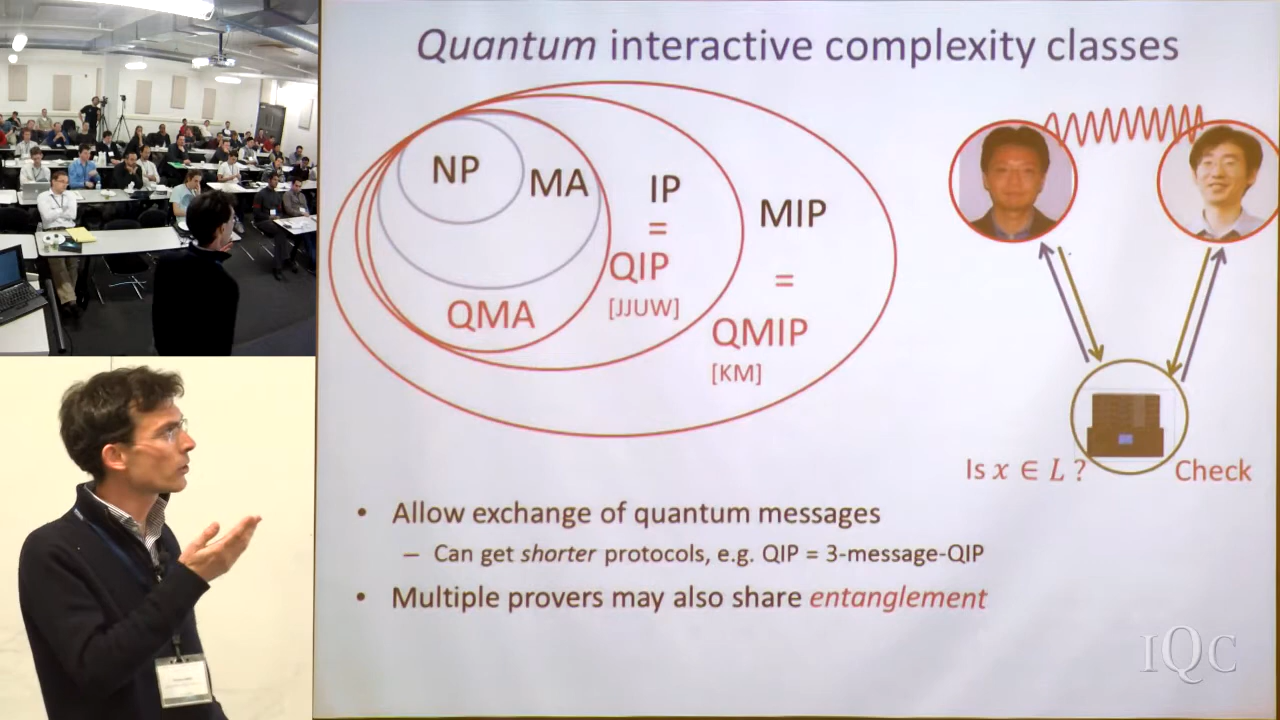 Quantum interactive complexity classes
NP
MA
IP
=
QIP
[JJUW]
QMA
MIP
=
QMIP
[KM]
Is x ∈ L ?
Check
• Allow exchange of quantum messages
– Can get shorter protocols, e.g. QIP = 3-message-QIP
• Multiple provers may also share entanglement
IQC